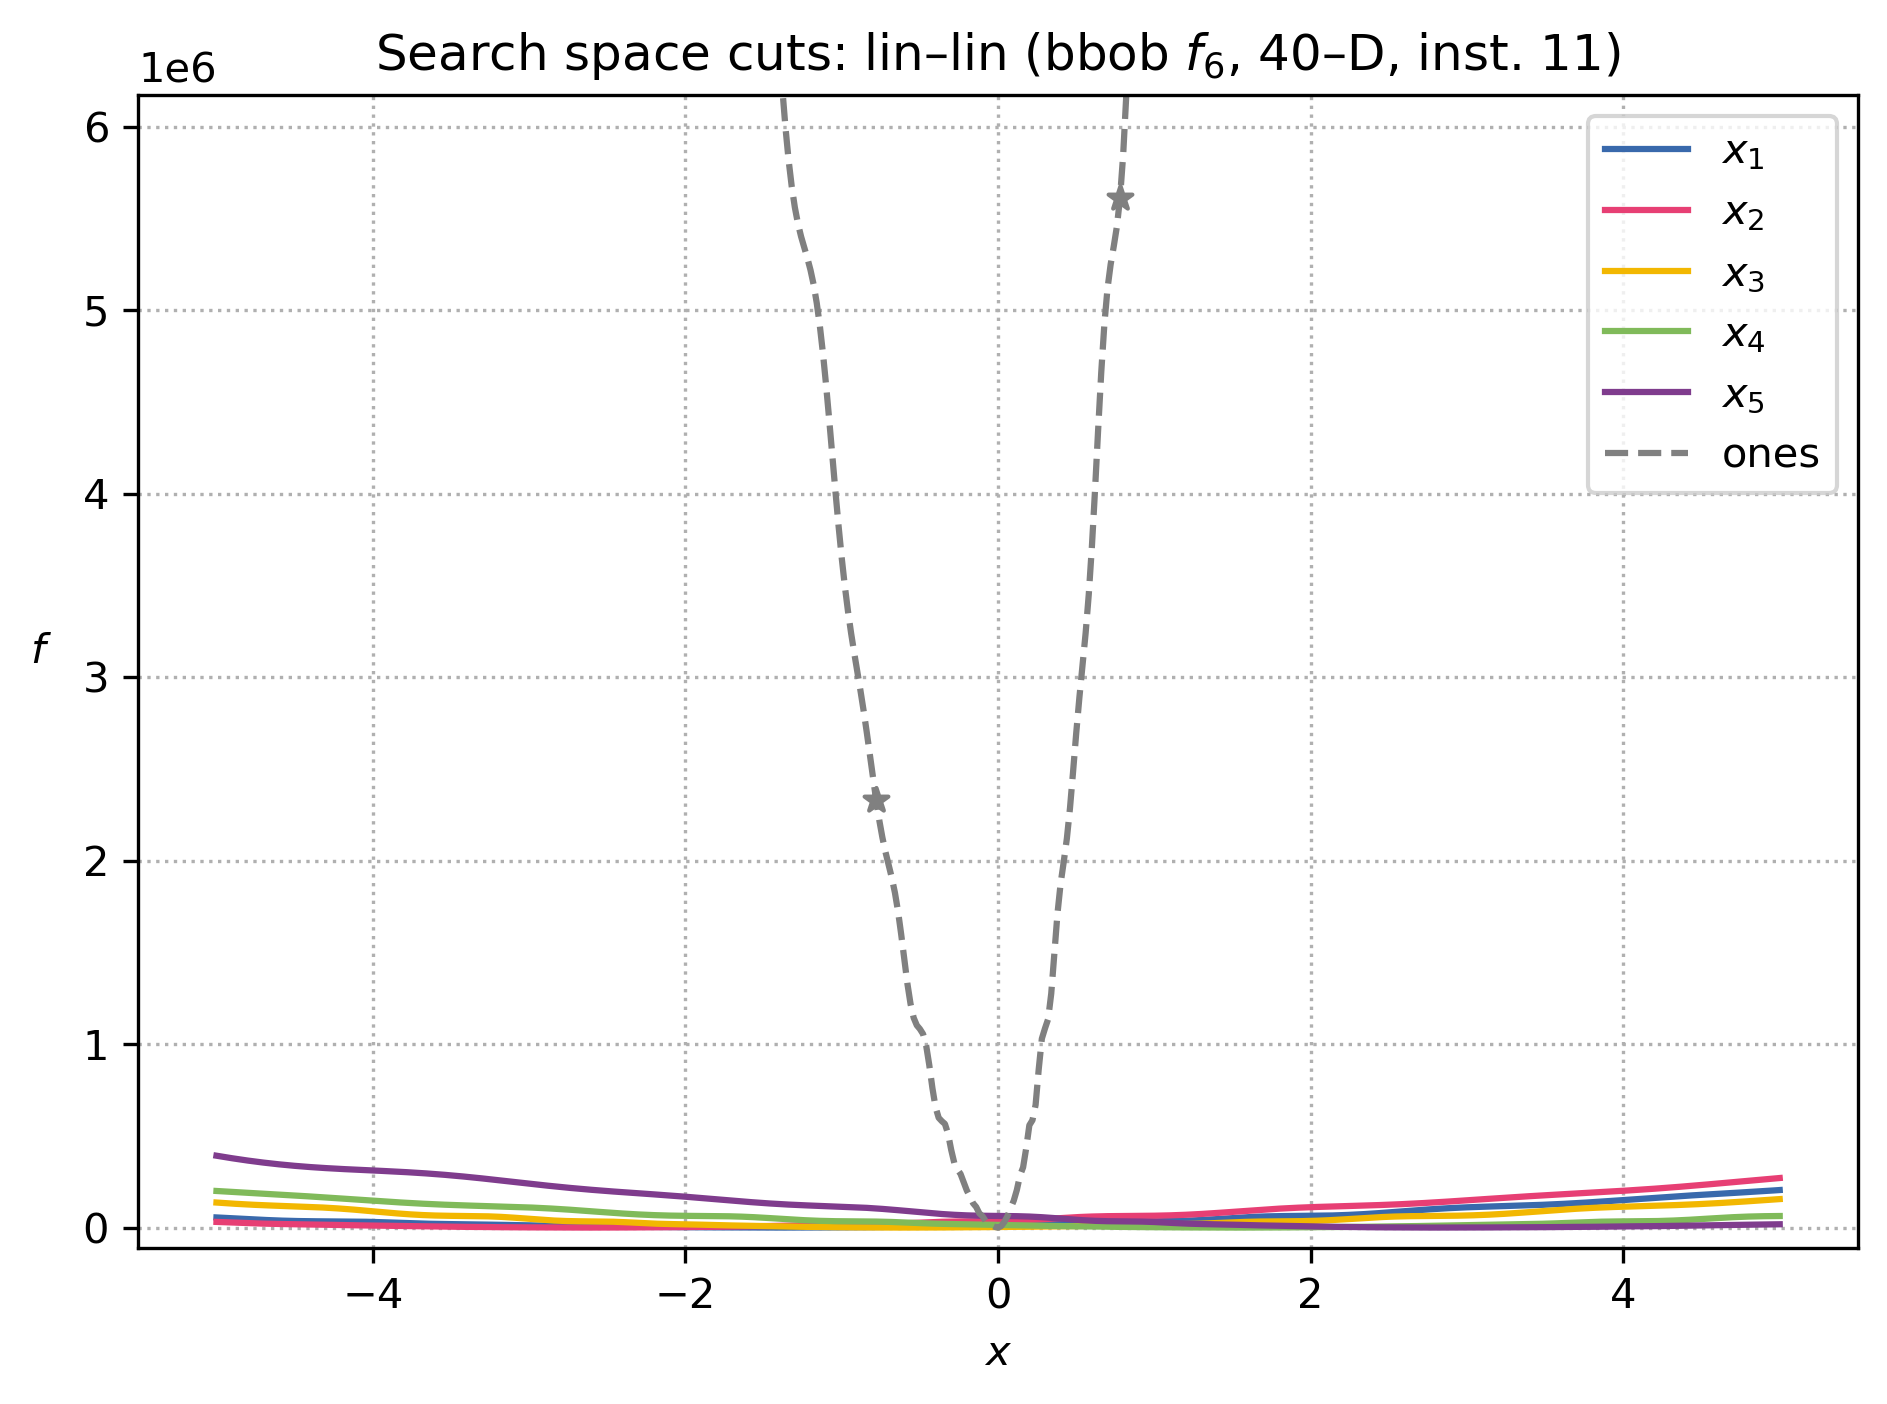 Search space cuts: lin–lin (bbob f₆, 40–D, inst. 11)
1e6
6
5
4
3
2
1
0
f
−4
−2
0
2
4
x
x₁
x₂
x₃
x₄
x₅
ones